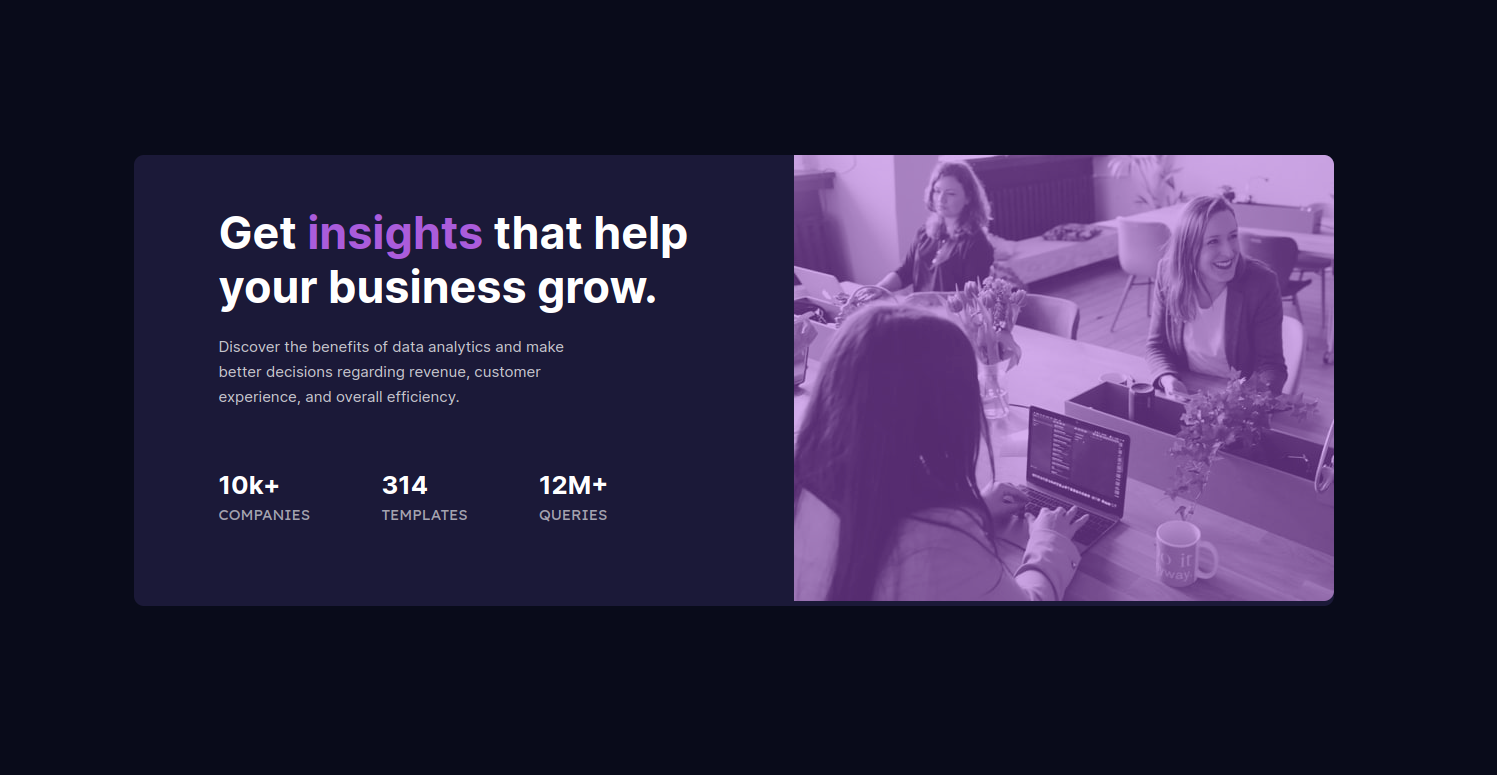 Get insights that help
your business grow.
Discover the benefits of data analytics and make
better decisions regarding revenue, customer
experience, and overall efficiency.
10k+ 314 12M+
COMPANIES TEMPLATES QUERIES
way.